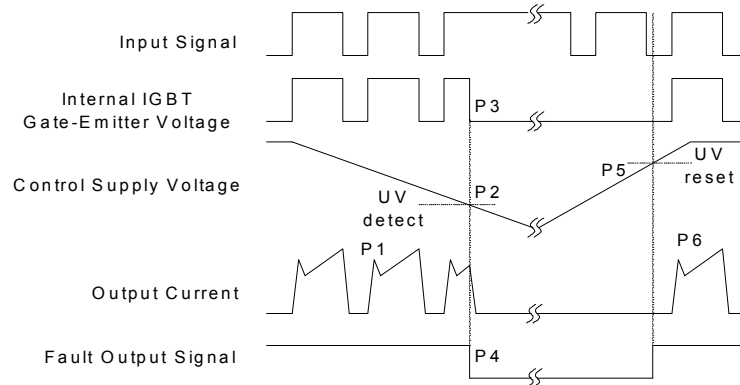 Input Signal
Internal IGBT
Gate-Emitter Voltage
P3
Control Supply Voltage
UV
detect
P2
P5
UV
reset
P1
P6
Output Current
Fault Output Signal
P4